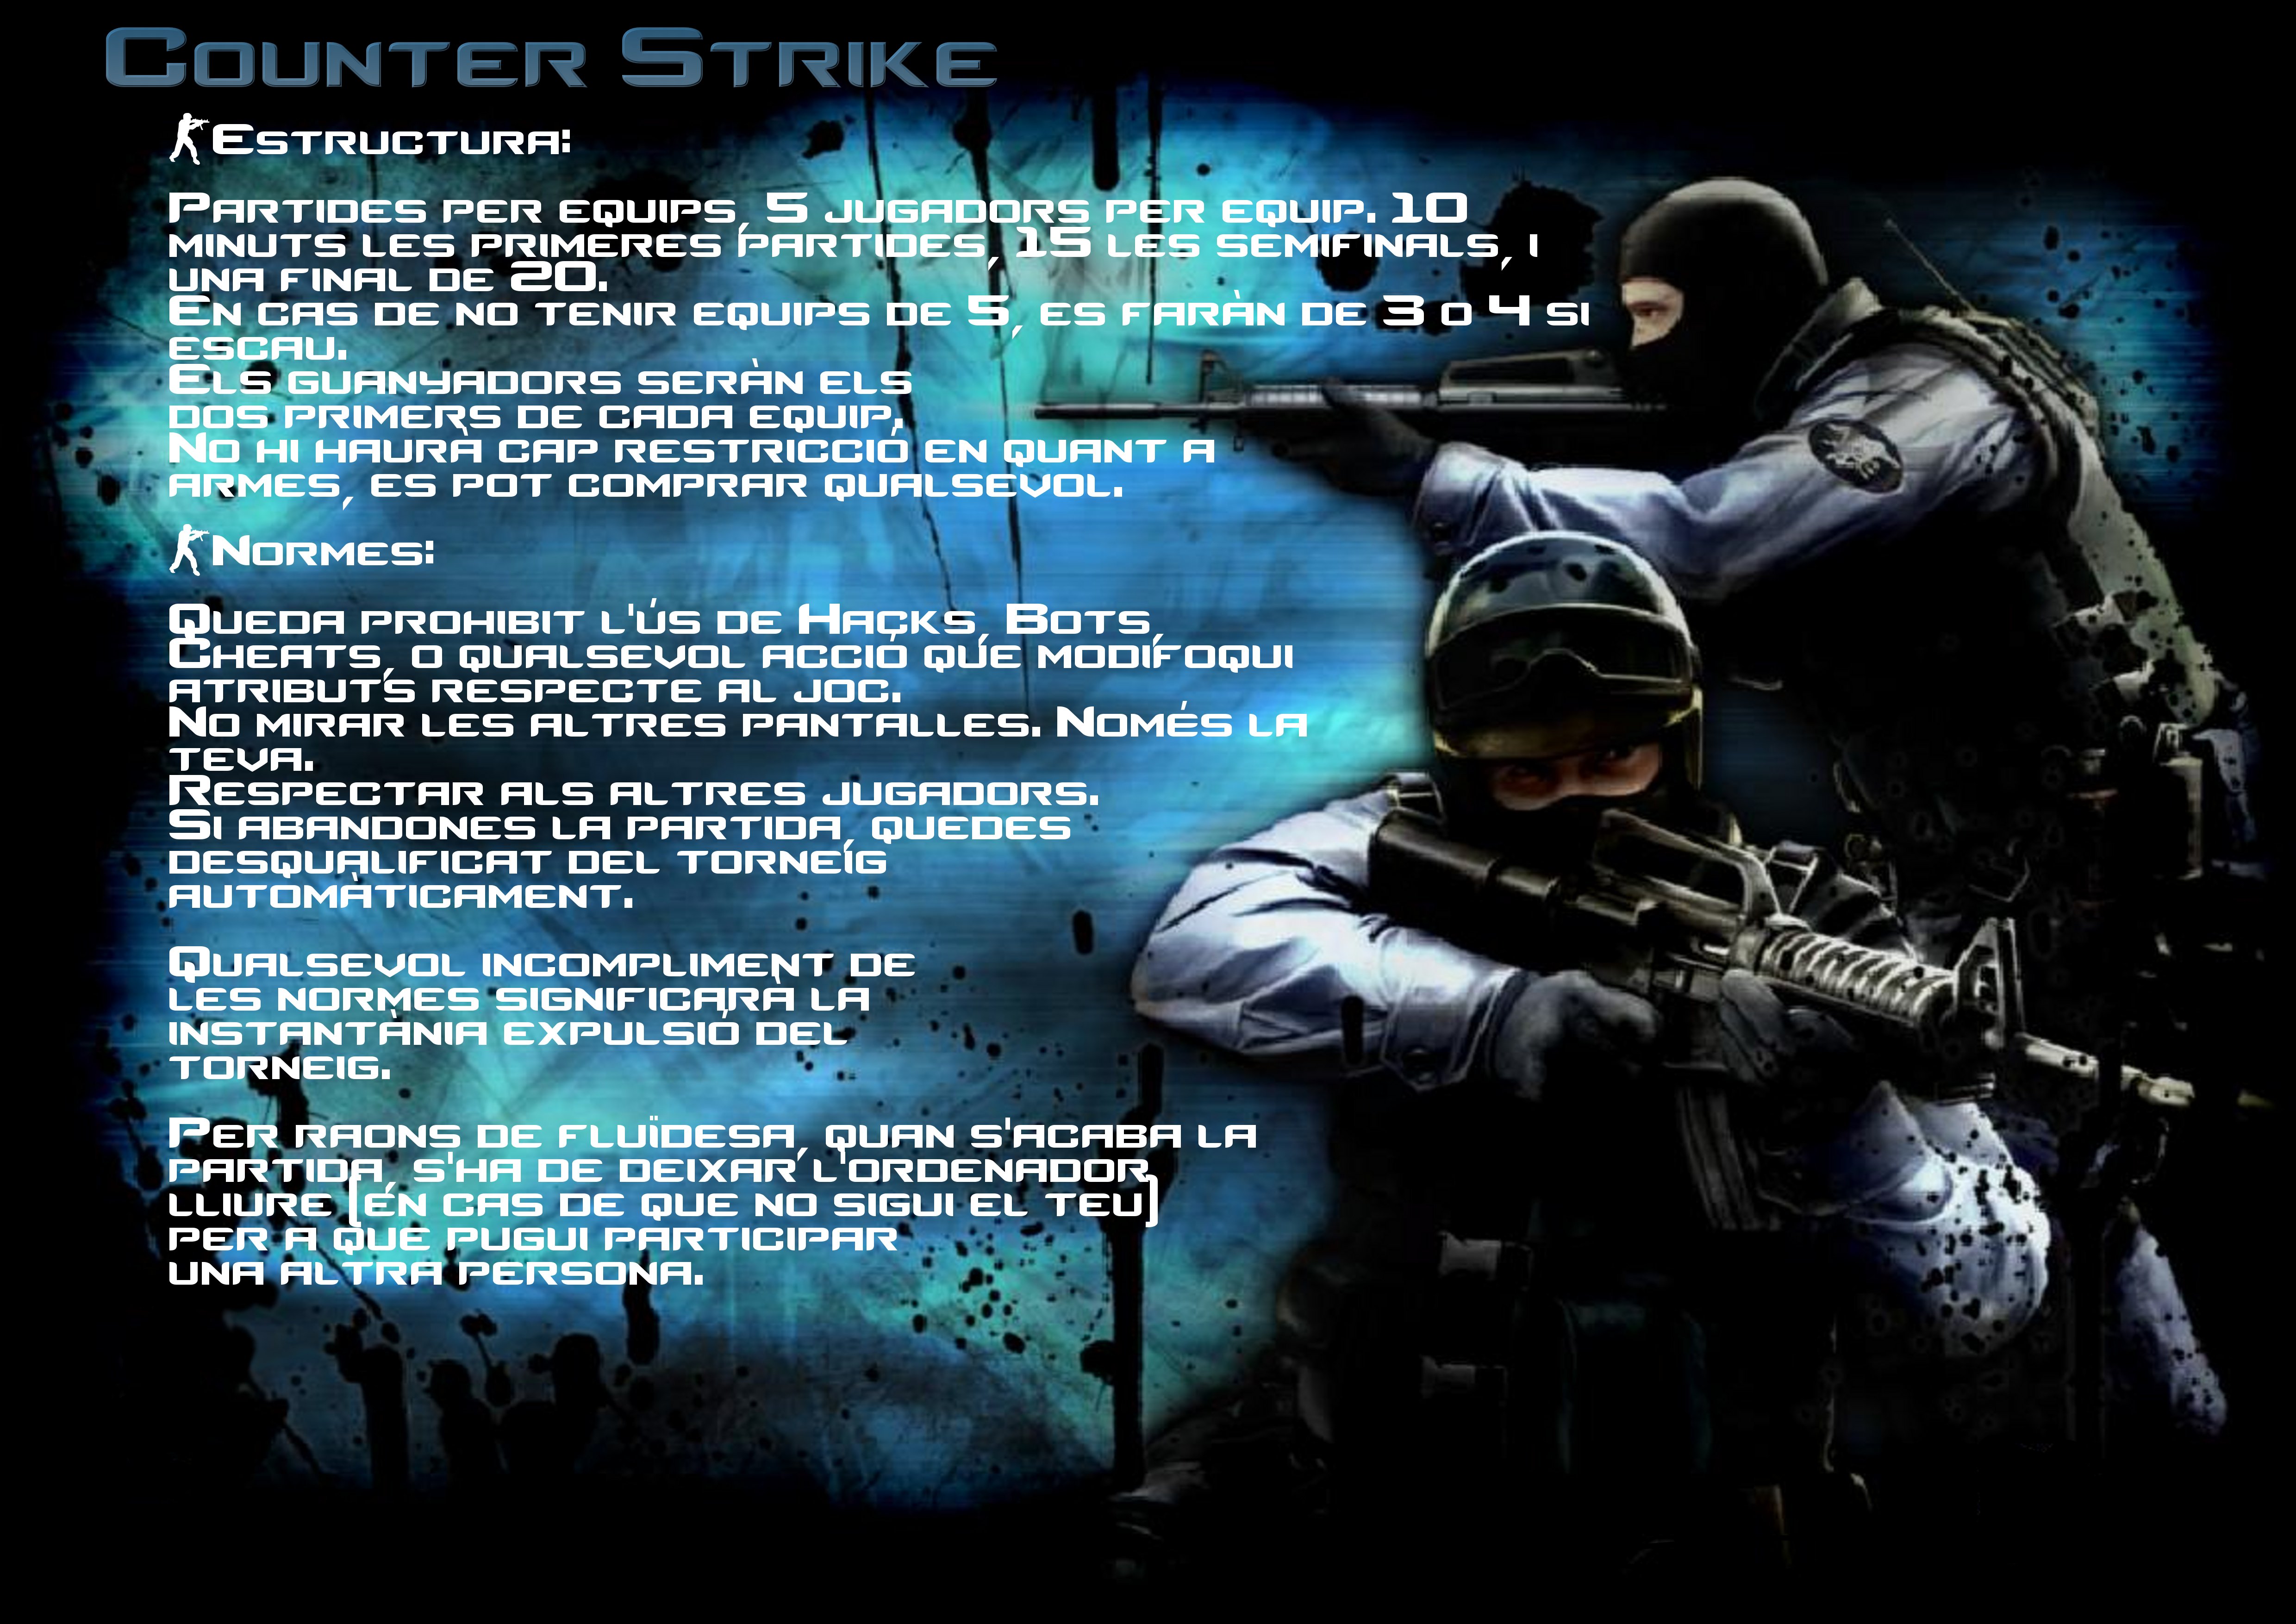 Counter Strike
Estructura:
Partides per equips, 5 jugadors per equip. 10
minuts les primeres partides, 15 les semifinals, i
una final de 20.
En cas de no tenir equips de 5, es faràn de 3 o 4 si
escau.
Els guanyadors seràn els
dos primers de cada equip.
No hi haurà cap restricció en quant a
armes, es pot comprar qualsevol.
Normes:
Queda prohibit l'ús de Hacks, Bots,
Cheats, o qualsevol acció que modifoqui
atributs respecte al joc.
No mirar les altres pantalles. Només la
teva.
Respectar als altres jugadors.
Si abandones la partida, quedes
desqualificat del torneig
automàticament.
Qualsevol incompliment de
les normes significarà la
instantània expulsió del
torneig.
Per raons de fluïdesa, quan s'acaba la
partida, s'ha de deixar l'ordenador
lliure (en cas de que no sigui el teu)
per a que pugui participar
una altra persona.